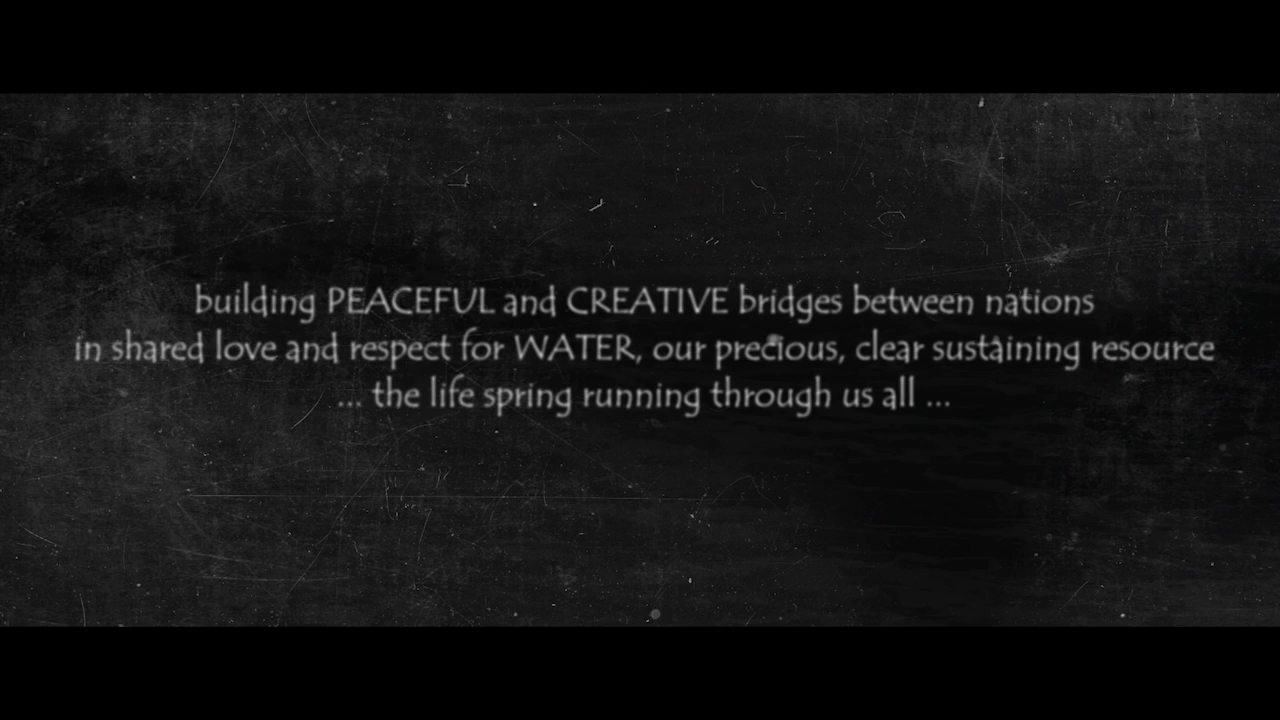 building PEACEFUL and CREATIVE bridges between nations
in shared love and respect for WATER, our precious, clear sustaining resource
... the life spring running through us all ...